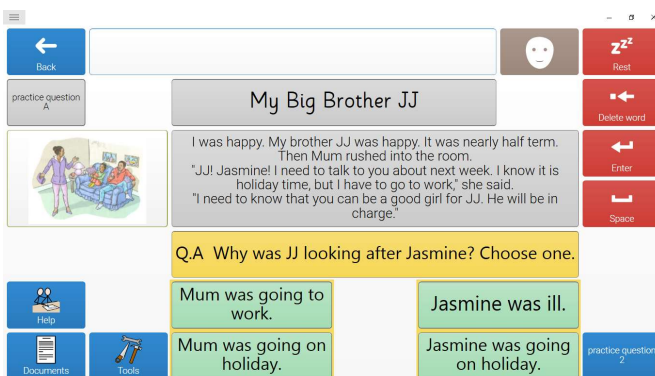 Back
zzz
Rest
practice question
A
My Big Brother JJ
Delete word
I was happy. My brother JJ was happy. It was nearly half term.
Then Mum rushed into the room.
"JJ! Jasmine! I need to talk to you about next week. I know it is
holiday time, but I have to go to work," she said.
"I need to know that you can be a good girl for JJ. He will be in
charge."
Enter
Space
Q.A Why was JJ looking after Jasmine? Choose one.
Help
Mum was going to
work.
Jasmine was ill.
Documents
Tools
Mum was going on
holiday.
Jasmine was going
on holiday.
practice question
2